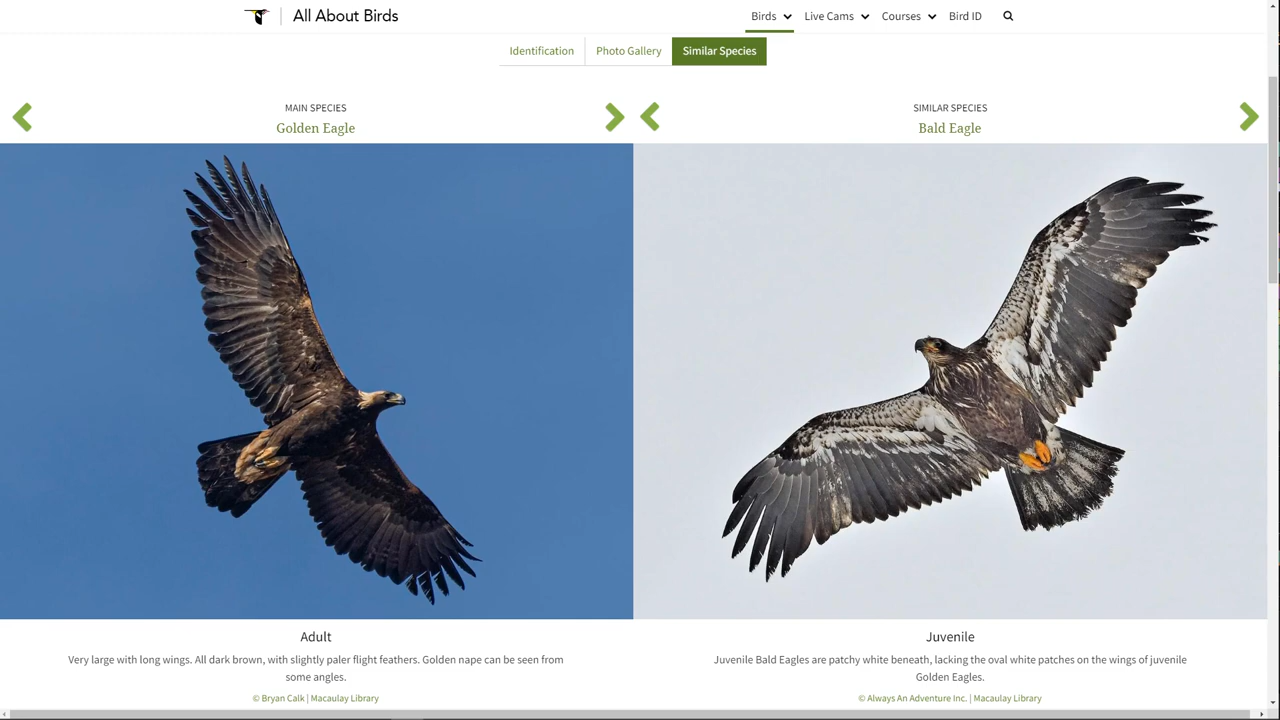 All About Birds
Birds
Live Cams
Courses
Bird ID
Identification
Photo Gallery
Similar Species
MAIN SPECIES
Golden Eagle
SIMILAR SPECIES
Bald Eagle
Adult
Very large with long wings. All dark brown, with slightly paler flight feathers. Golden nape can be seen from
some angles.
© Bryan Calk | Macaulay Library
Juvenile
Juvenile Bald Eagles are patchy white beneath, lacking the oval white patches on the wings of juvenile
Golden Eagles.
© Always An Adventure Inc. | Macaulay Library